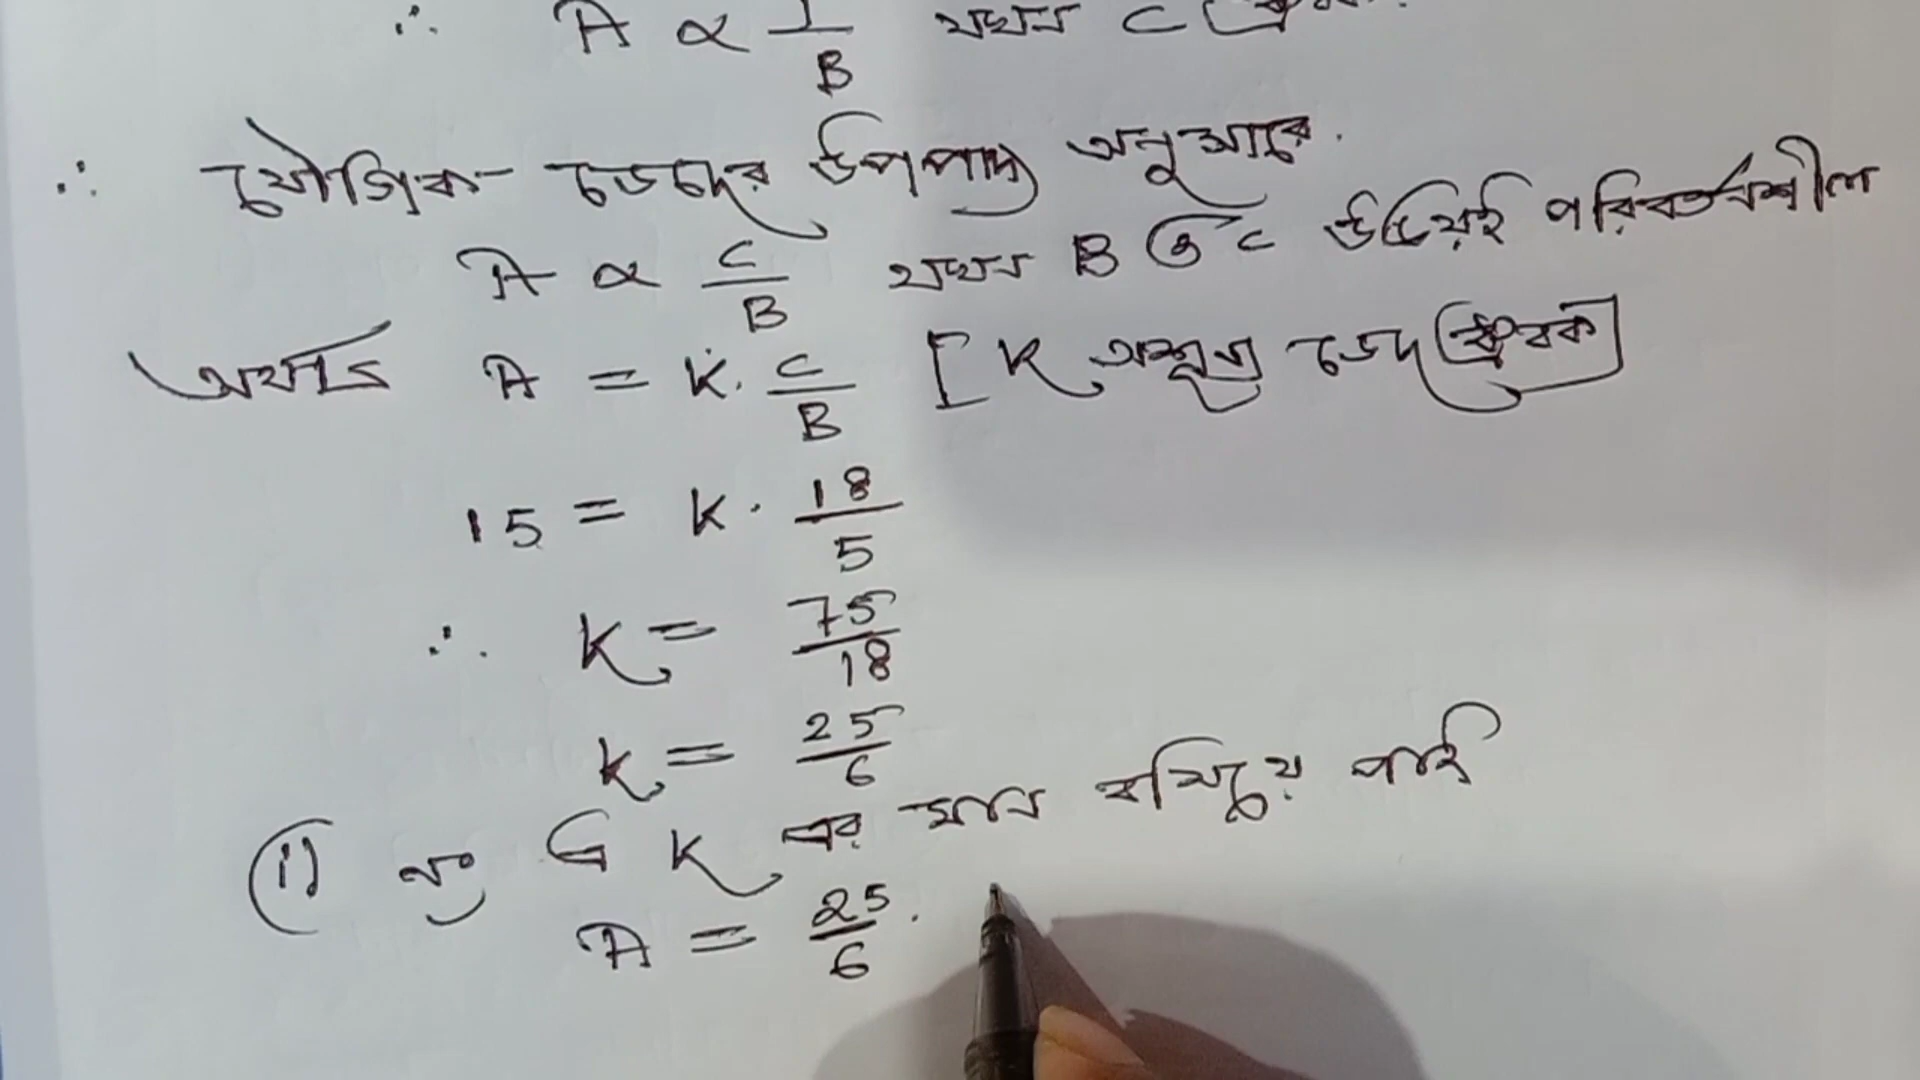 ∴ A ∝ 1/B যখন C
∴ যৌগিক ভেদের উপপাদ্য অনুসারে.
A ∝ C/B যখন B ও C উভয়ই পরিবর্তনশীল
অর্থাৎ A = K. C/B [K অশূন্য ভেদ ধ্রুবক]
15 = K. 18/5
∴ K = 75/18
K = 25/6
(i) নং এ K এর মান বসিয়ে পাই
A = 25/6.